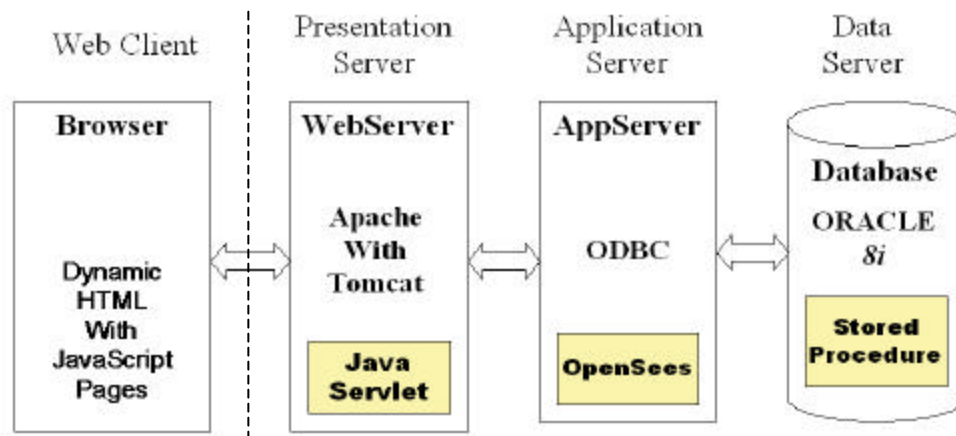 Web Client
Presentation
Server
Application
Server
Data
Server
Browser
Dynamic
HTML
With
JavaScript
Pages
WebServer
Apache
With
Tomcat
Java
Servlet
AppServer
ODBC
OpenSees
Database
ORACLE
8i
Stored
Procedure